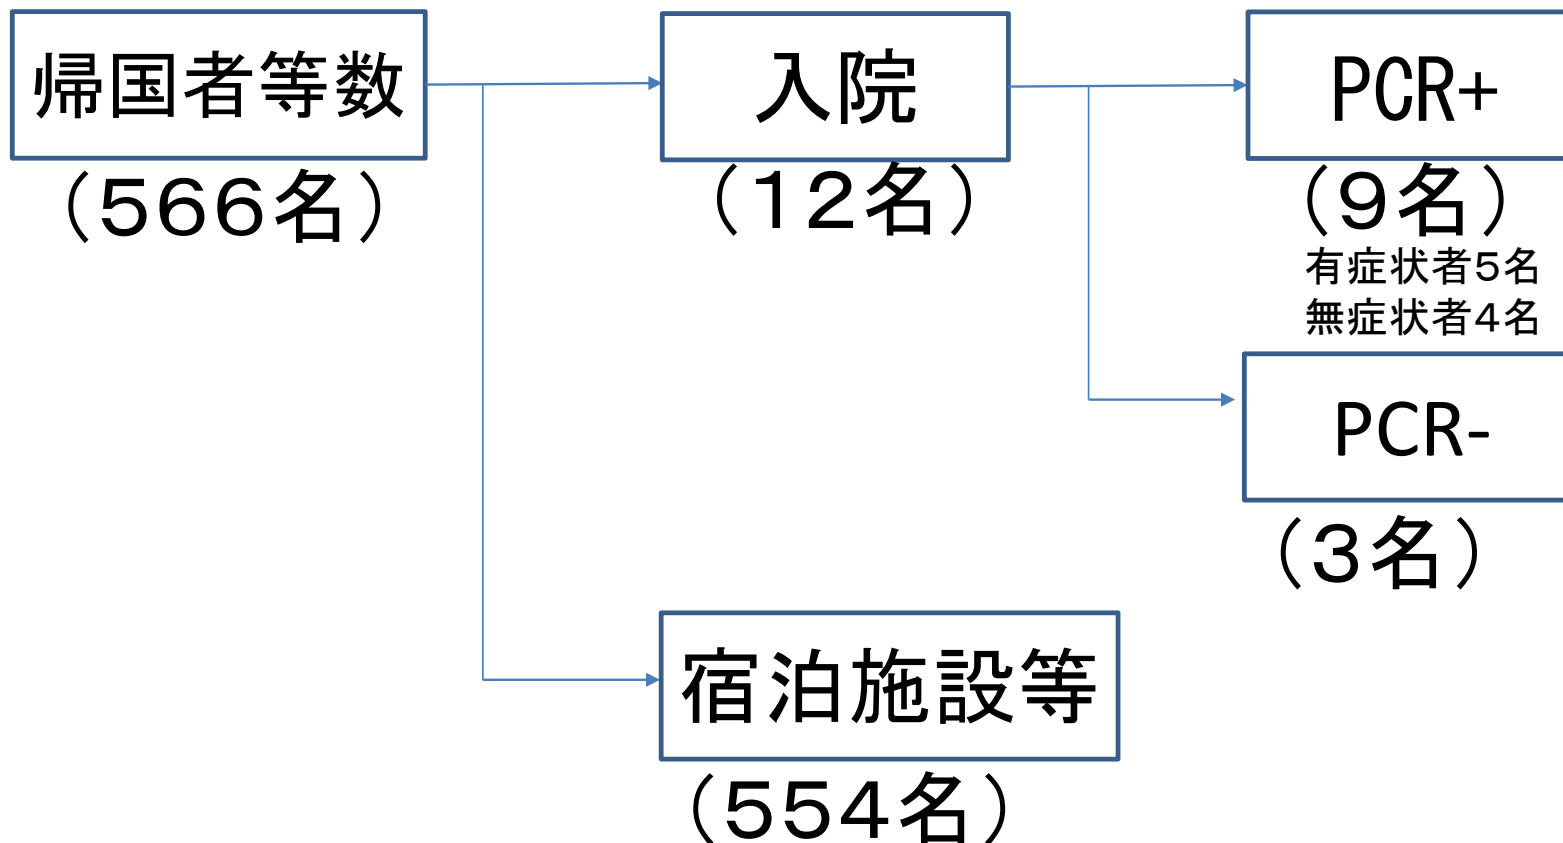 帰国者等数
（５６６名）
入院
（１２名）
PCR+
（９名）
有症状者５名
無症状者４名
PCR-
（３名）
宿泊施設等
（５５４名）